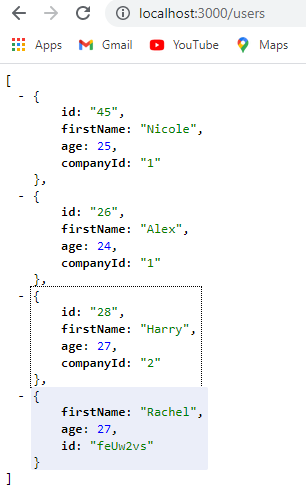 localhost:3000/users
Apps Gmail YouTube Maps
[
- {
id: "45",
firstName: "Nicole",
age: 25,
companyId: "1"
},
- {
id: "26",
firstName: "Alex",
age: 24,
companyId: "1"
},
- {
id: "28",
firstName: "Harry",
age: 27,
companyId: "2"
},
- {
firstName: "Rachel",
age: 27,
id: "feUw2vs"
}
]